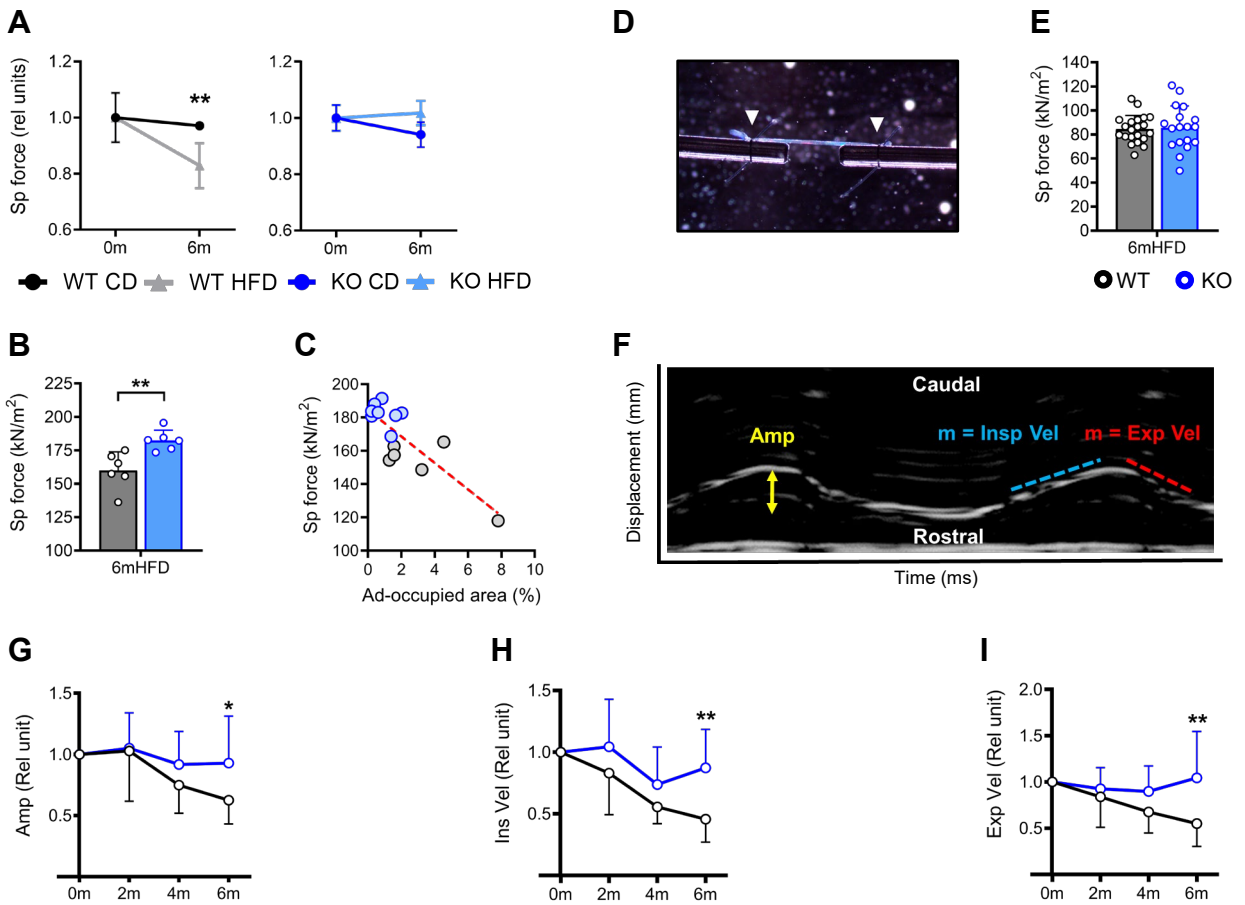 A
Sp force (rel units)
1.2
1.0
0.8
0.6
**
0m
6m
1.2
1.0
0.8
0.6
0m
6m
WT CD
WT HFD
KO CD
KO HFD
D
E
Sp force (kN/m²)
140
120
100
80
60
40
20
0
6mHFD
WT
KO
B
Sp force (kN/m²)
225
200
175
150
125
100
**
6mHFD
C
Sp force (kN/m²)
200
180
160
140
120
100
0
2
4
6
8
10
Ad-occupied area (%)
F
Displacement (mm)
Caudal
Amp
m = Insp Vel
m = Exp Vel
Rostral
Time (ms)
G
Amp (Rel unit)
1.5
1.0
0.5
*
0m
2m
4m
6m
H
Ins Vel (Rel unit)
1.5
1.0
0.5
**
0m
2m
4m
6m
I
Exp Vel (Rel unit)
2.0
1.5
1.0
0.5
**
0m
2m
4m
6m